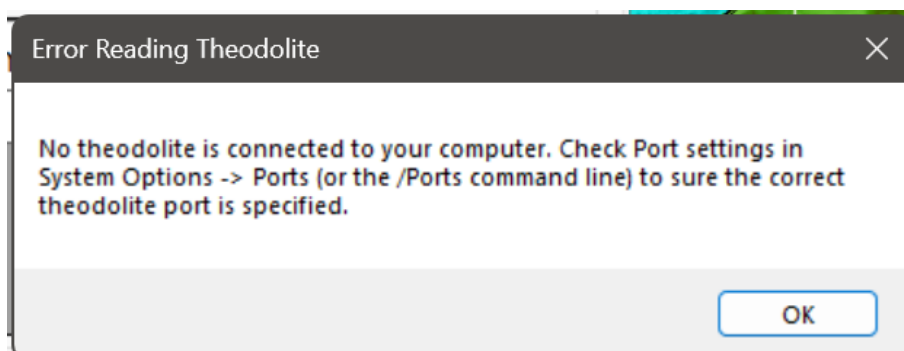 Error Reading Theodolite
No theodolite is connected to your computer. Check Port settings in
System Options -> Ports (or the /Ports command line) to sure the correct
theodolite port is specified.
OK